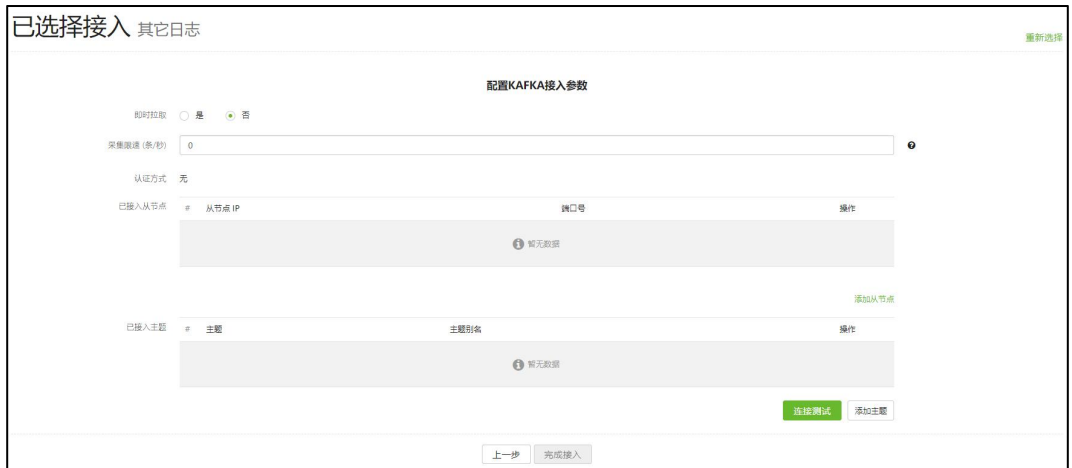 已选择接入 其它日志
重新选择
配置KAFKA接入参数
即时拉取 是 否
采集限速 (条/秒) 0
认证方式 无
已接入从节点 # 从节点 IP 端口号 操作
暂无数据
添加从节点
已接入主题 # 主题 主题别名 操作
暂无数据
连接测试 添加主题
上一步 完成接入